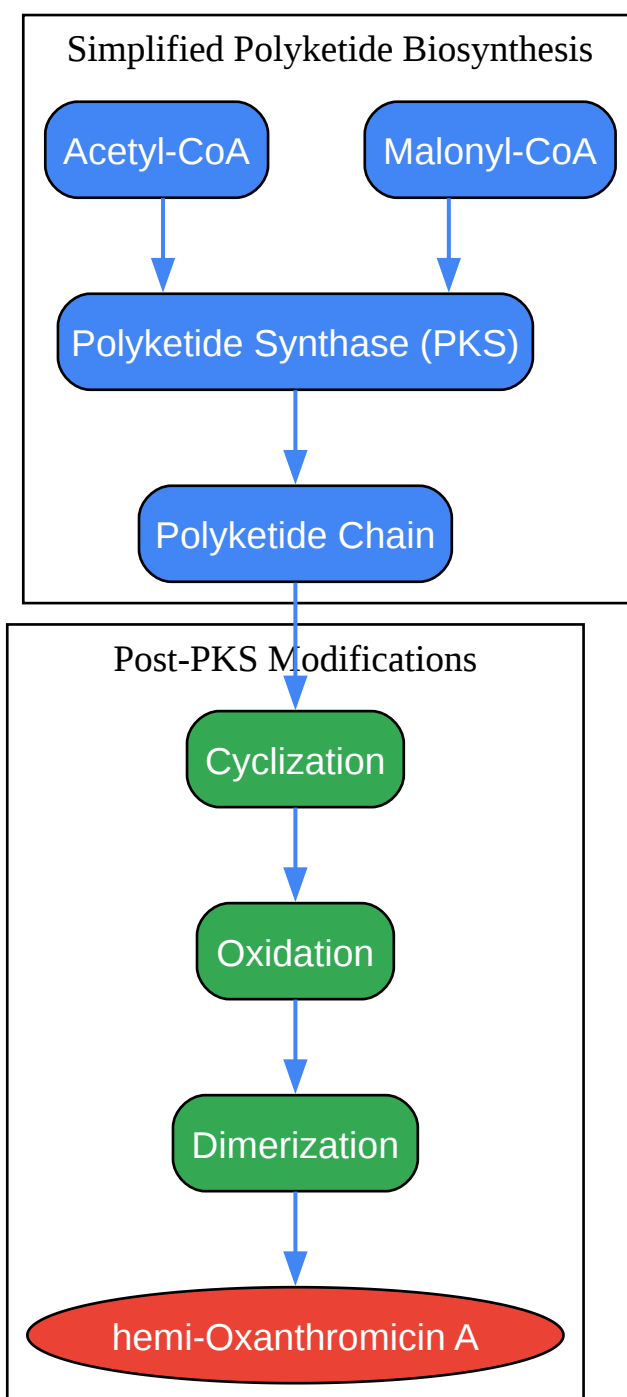 Simplified Polyketide Biosynthesis
Acetyl-CoA
Malonyl-CoA
Polyketide Synthase (PKS)
Polyketide Chain
Post-PKS Modifications
Cyclization
Oxidation
Dimerization
hemi-Oxanthromicin A